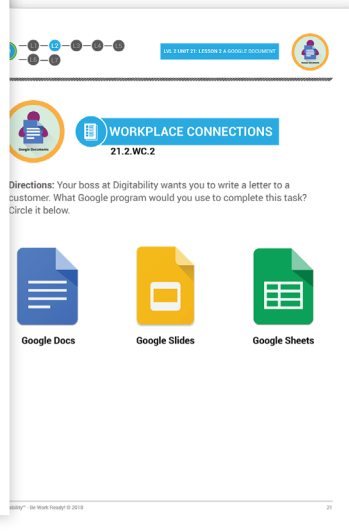 L1 L2 L3 L4 L5
L6 L7
LVL 2 UNIT 21: LESSON 2 A GOOGLE DOCUMENT
Google Documents
WORKPLACE CONNECTIONS
21.2.WC.2
Directions: Your boss at Digitability wants you to write a letter to a
customer. What Google program would you use to complete this task?
Circle it below.
Google Docs Google Slides Google Sheets
Be Work Ready! © 2018 21